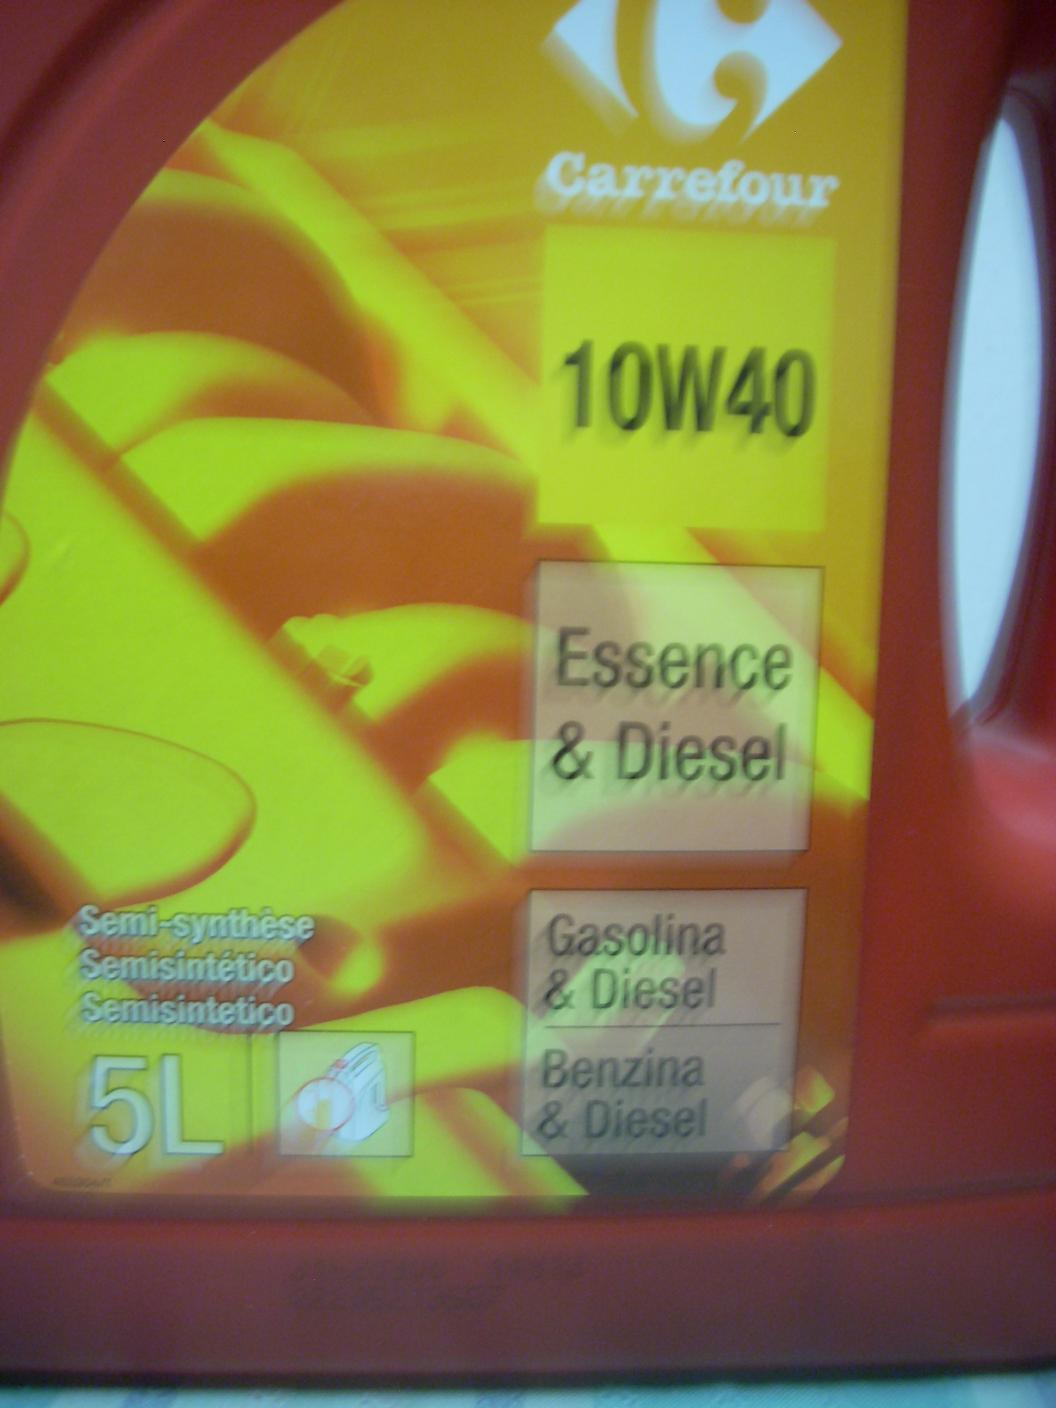 Carrefour
10W40
Essence
& Diesel
Gasolina
& Diesel
Benzina
& Diesel
Semi-synthèse
Semisintético
Semisintetico
5L